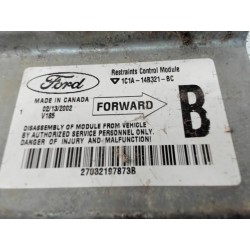 Ford
Restraints Control Module
1C1A-14B321-BC
MADE IN CANADA
02/13/2002
V185
FORWARD
B
DISASSEMBLY OF MODULE FROM VEHICLE
BY AUTHORIZED SERVICE PERSONNEL ONLY.
DANGER OF INJURY AND MALFUNCTION!
27032197873B